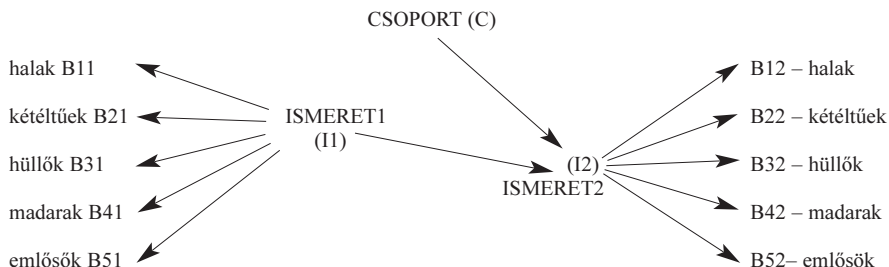 CSOPORT (C)
halak B11
kétéltűek B21
hüllők B31
madarak B41
emlősők B51
ISMERET1
(I1)
(I2)
ISMERET2
B12 – halak
B22 – kétéltűek
B32 – hüllők
B42 – madarak
B52– emlősök